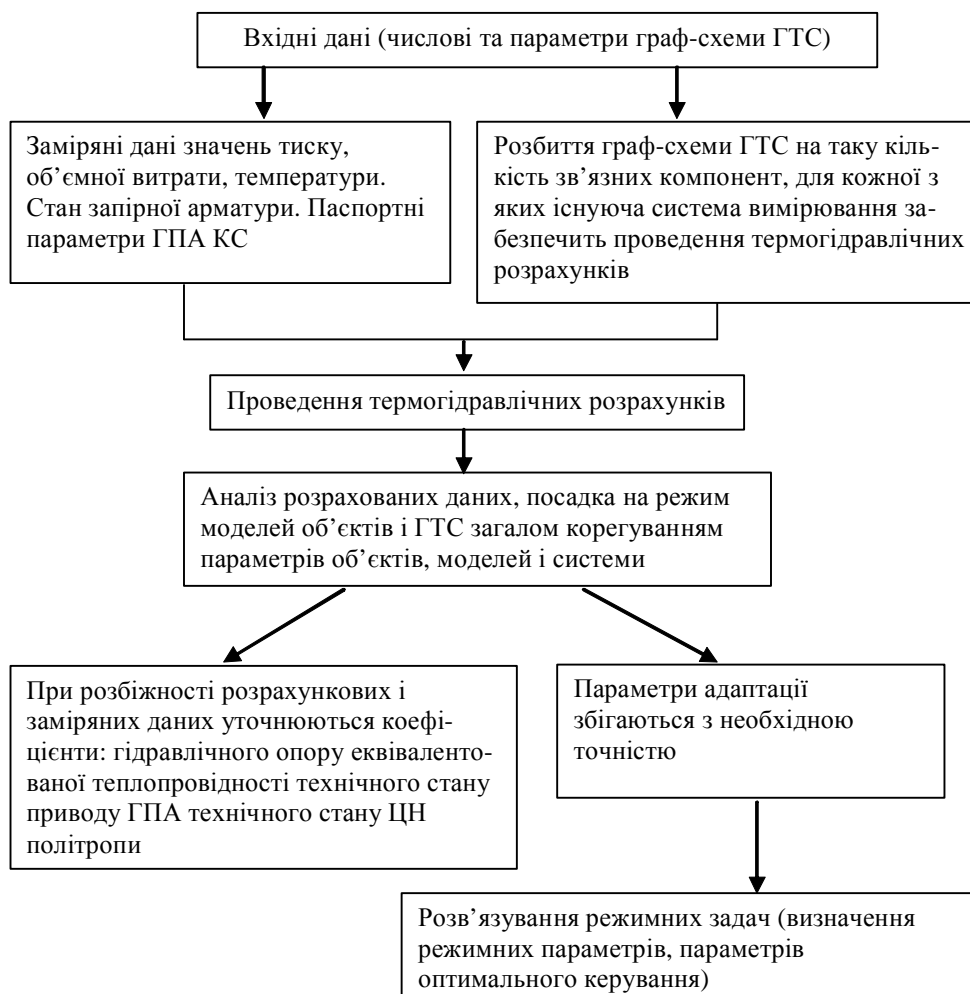 Вхідні дані (числові та параметри граф-схеми ГТС)
Заміряні дані значень тиску,
об’ємної витрати, температури.
Стан запірної арматури. Паспортні
параметри ГПА КС
Розбиття граф-схеми ГТС на таку кіль-
кість зв’язних компонент, для кожної з
яких існуюча система вимірювання за-
безпечить проведення термогідравлічних
розрахунків
Проведення термогідравлічних розрахунків
Аналіз розрахованих даних, посадка на режим
моделей об’єктів і ГТС загалом корегуванням
параметрів об’єктів, моделей і системи
При розбіжності розрахункових і
заміряних даних уточнюються коефі-
цієнти: гідравлічного опору еквівалентo-
ваної теплопровідності технічного стану
приводу ГПА технічного стану ЦН
політропи
Параметри адаптації
збігаються з необхідною
точністю
Розв’язування режимних задач (визначення
режимних параметрів, параметрів
оптимального керування)